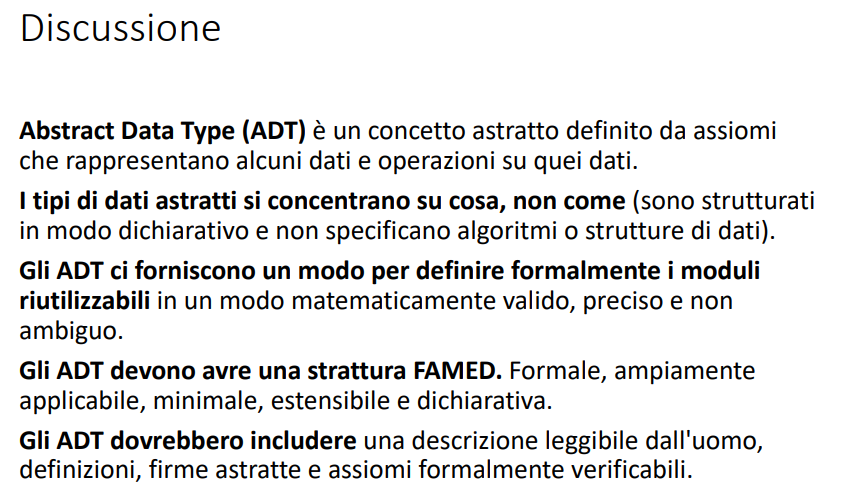 Discussione
Abstract Data Type (ADT) è un concetto astratto definito da assiomi
che rappresentano alcuni dati e operazioni su quei dati.
I tipi di dati astratti si concentrano su cosa, non come (sono strutturati
in modo dichiarativo e non specificano algoritmi o strutture di dati).
Gli ADT ci forniscono un modo per definire formalmente i moduli
riutilizzabili in un modo matematicamente valido, preciso e non
ambiguo.
Gli ADT devono avre una strattura FAMED. Formale, ampiamente
applicabile, minimale, estensibile e dichiarativa.
Gli ADT dovrebbero includere una descrizione leggibile dall'uomo,
definizioni, firme astratte e assiomi formalmente verificabili.